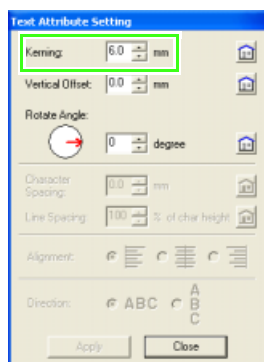 Text Attribute Setting
Kerning: 6.0 mm
Vertical Offset: 0.0 mm
Rotate Angle:
0 degree
Character
Spacing: 0.0 mm
Line Spacing: 100 % of char height
Alignment:
Direction: ABC A
B
C
Apply Close